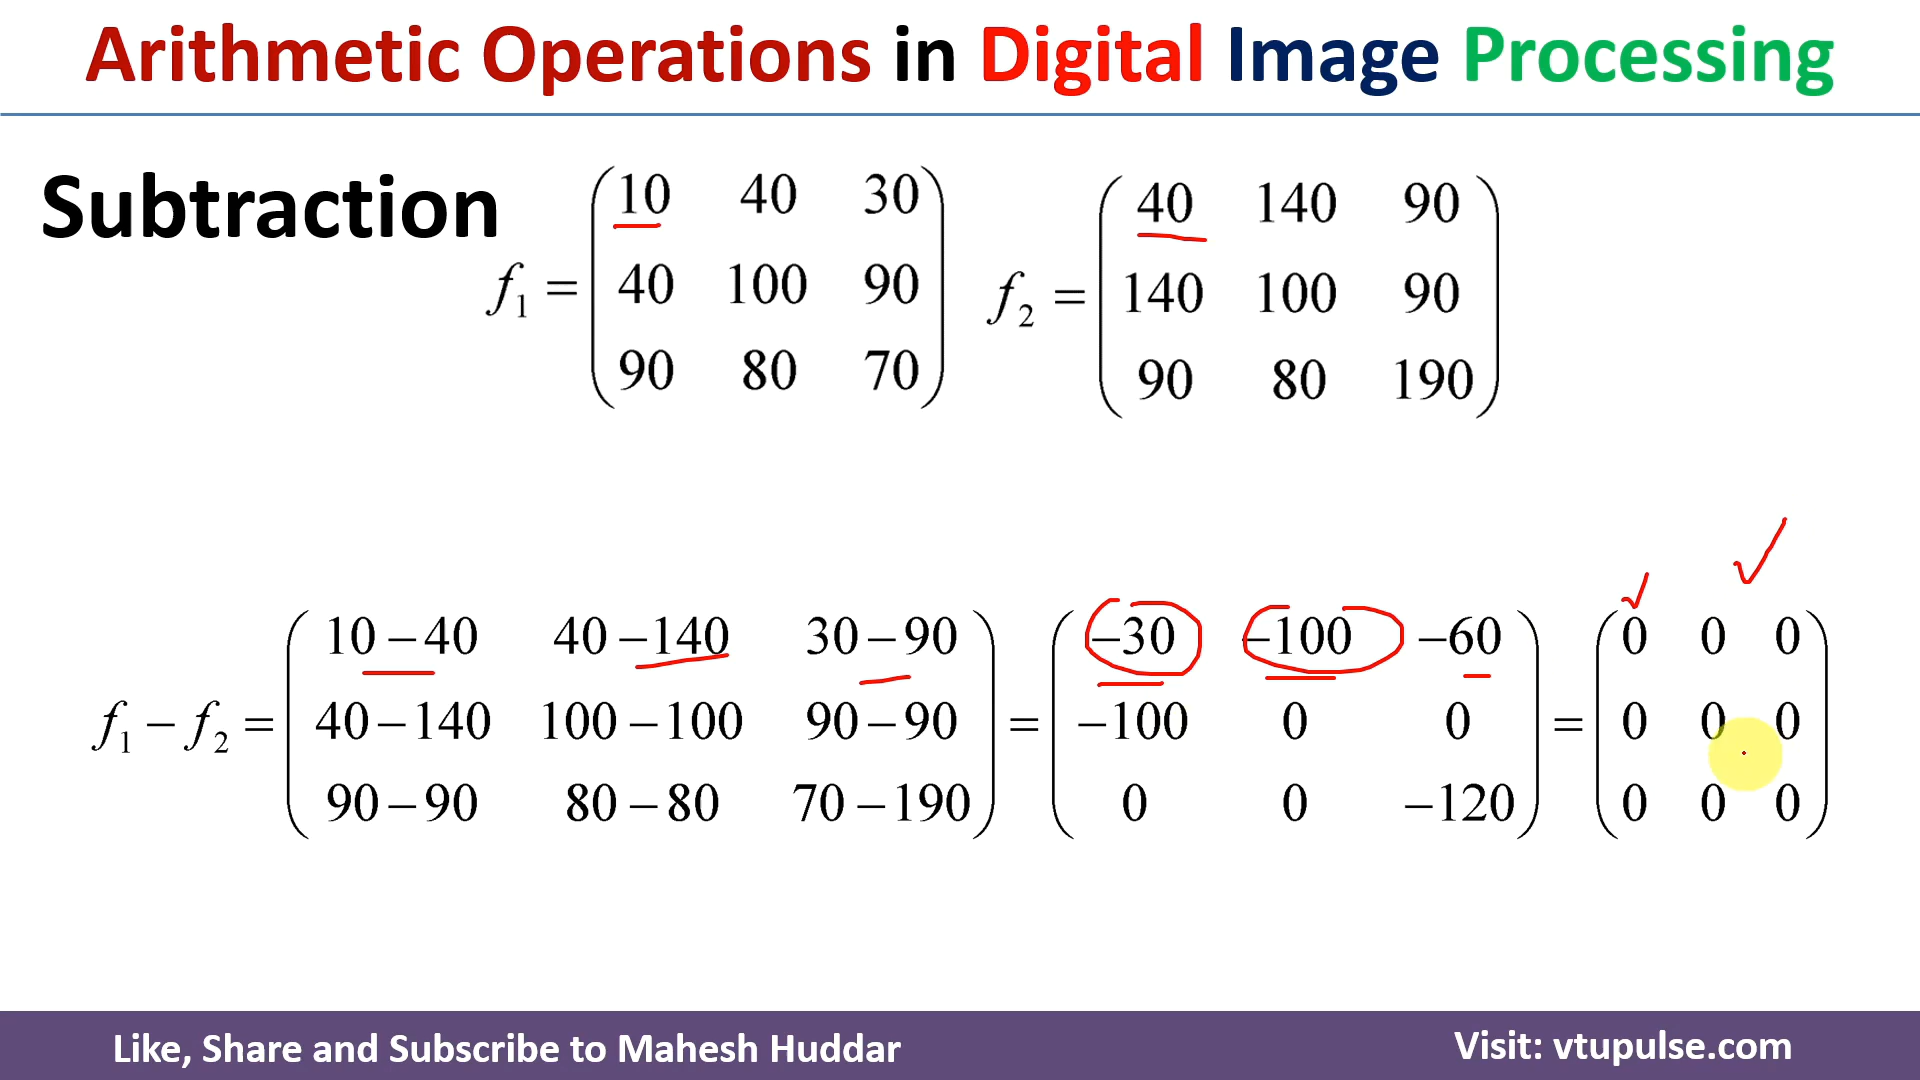 Arithmetic Operations in Digital Image Processing
Subtraction
f₁ = ( 10 40 30
40 100 90
90 80 70 )
f₂ = ( 40 140 90
140 100 90
90 80 190 )
f₁ − f₂ = ( 10 − 40 40 − 140 30 − 90
40 − 140 100 − 100 90 − 90
90 − 90 80 − 80 70 − 190 )
= ( −30 −100 −60
−100 0 0
0 0 −120 )
= ( 0 0 0
0 0 0
0 0 0 )
Like, Share and Subscribe to Mahesh Huddar
Visit: vtupulse.com